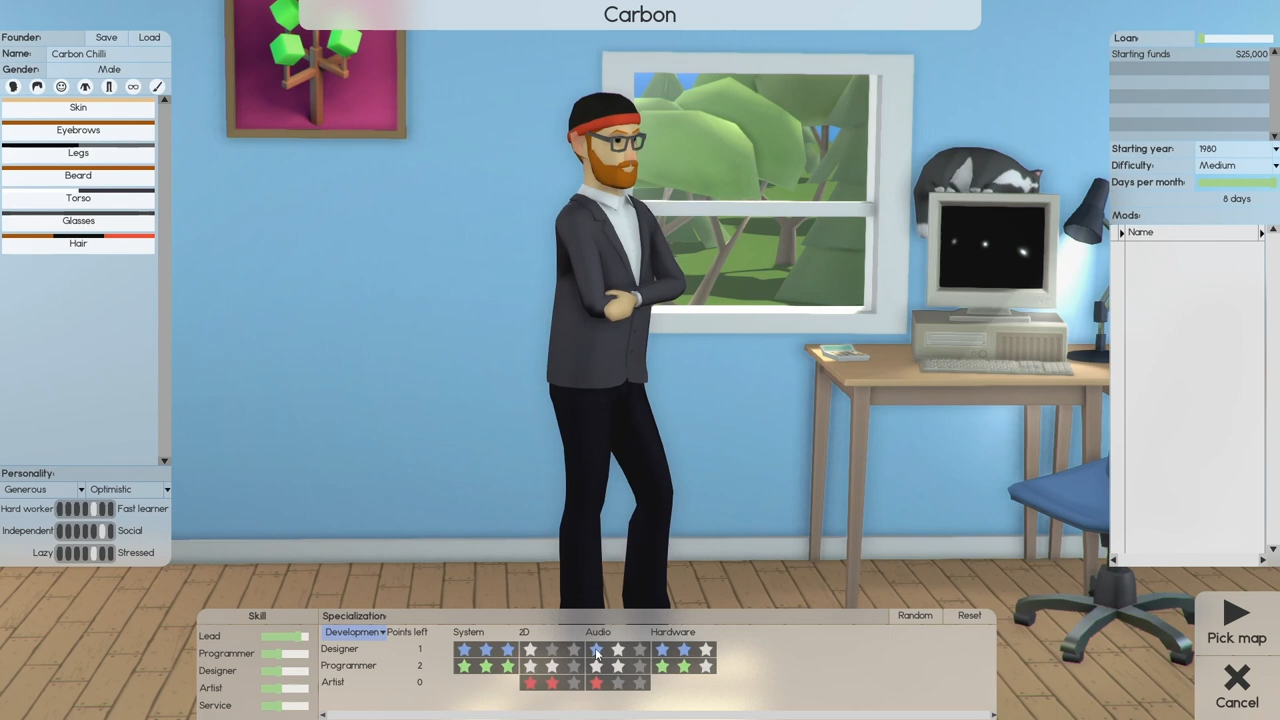 Carbon
Founder: Save Load
Name: Carbon Chilli
Gender: Male
Skin
Eyebrows
Legs
Beard
Torso
Glasses
Hair
Personality:
Generous Optimistic
Hard worker Fast learner
Independent Social
Lazy Stressed
Loan:
Starting funds $25,000
Starting year: 1980
Difficulty: Medium
Days per month:
8 days
Mods:
Name
Skill Specialization: Random Reset
Lead
Programmer
Designer
Artist
Service
Developmen Points left System 2D Audio Hardware
Designer 1
Programmer 2
Artist 0
Pick map
Cancel